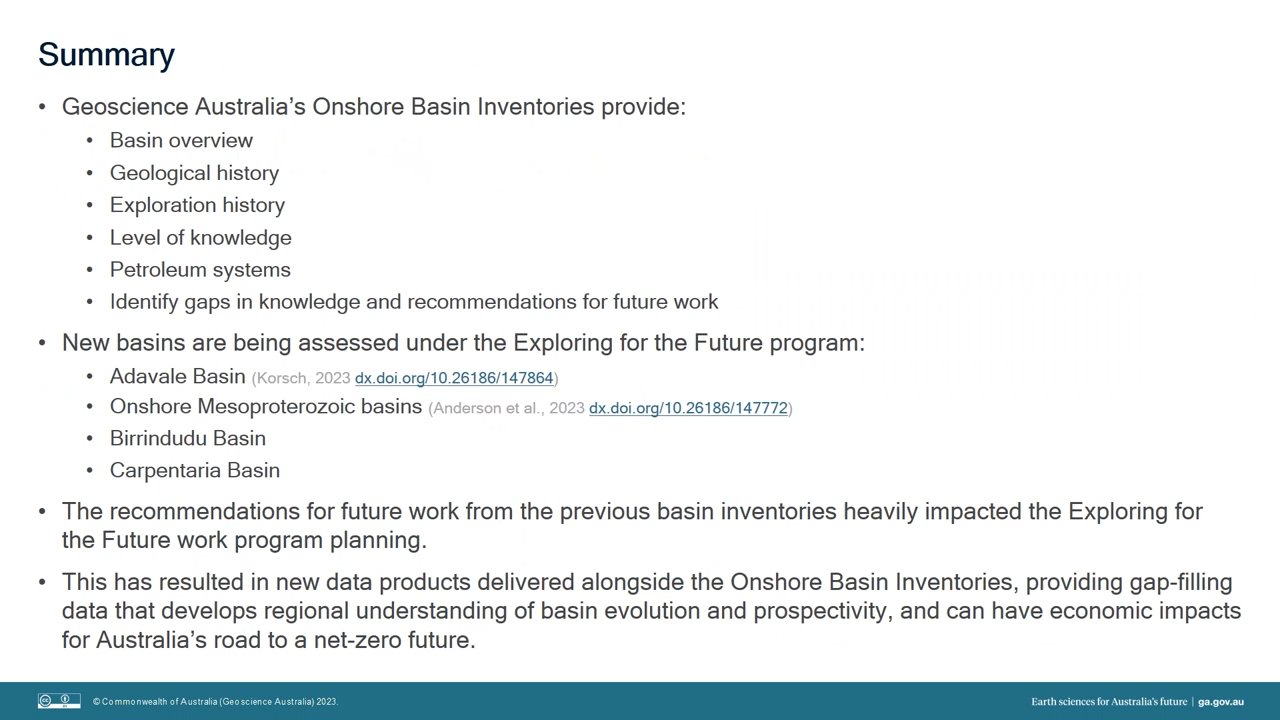 Summary
• Geoscience Australia’s Onshore Basin Inventories provide:
• Basin overview
• Geological history
• Exploration history
• Level of knowledge
• Petroleum systems
• Identify gaps in knowledge and recommendations for future work
• New basins are being assessed under the Exploring for the Future program:
• Adavale Basin (Korsch, 2023 dx.doi.org/10.26186/147864)
• Onshore Mesoproterozoic basins (Anderson et al., 2023 dx.doi.org/10.26186/147772)
• Birrindudu Basin
• Carpentaria Basin
• The recommendations for future work from the previous basin inventories heavily impacted the Exploring for
the Future work program planning.
• This has resulted in new data products delivered alongside the Onshore Basin Inventories, providing gap-filling
data that develops regional understanding of basin evolution and prospectivity, and can have economic impacts
for Australia’s road to a net-zero future.
© Commonwealth of Australia (Geoscience Australia) 2023.
Earth sciences for Australia’s future | ga.gov.au